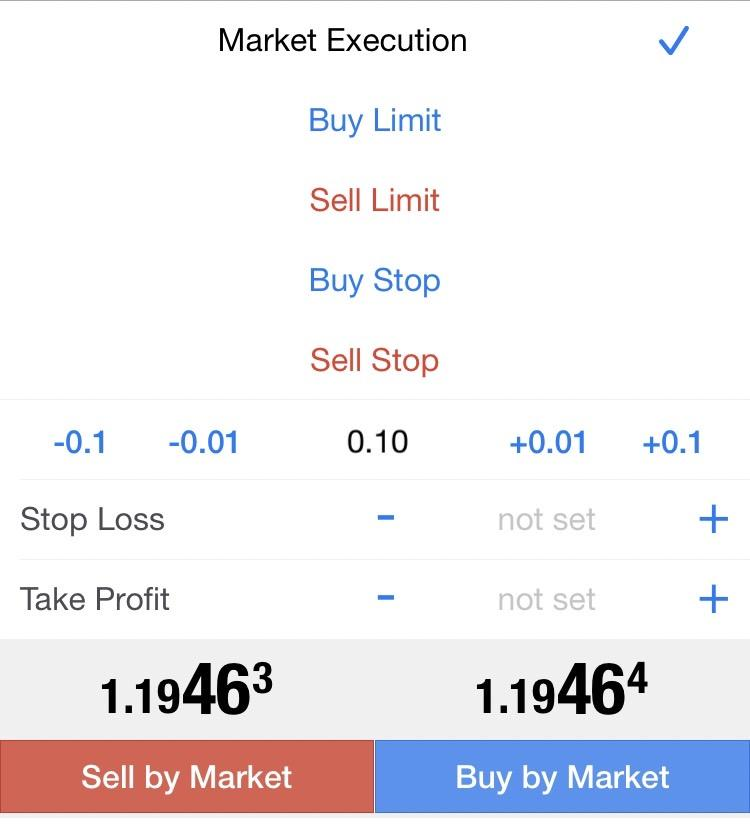 Market Execution
Buy Limit
Sell Limit
Buy Stop
Sell Stop
-0.1 -0.01 0.10 +0.01 +0.1
Stop Loss - not set +
Take Profit - not set +
1.19463 1.19464
Sell by Market Buy by Market